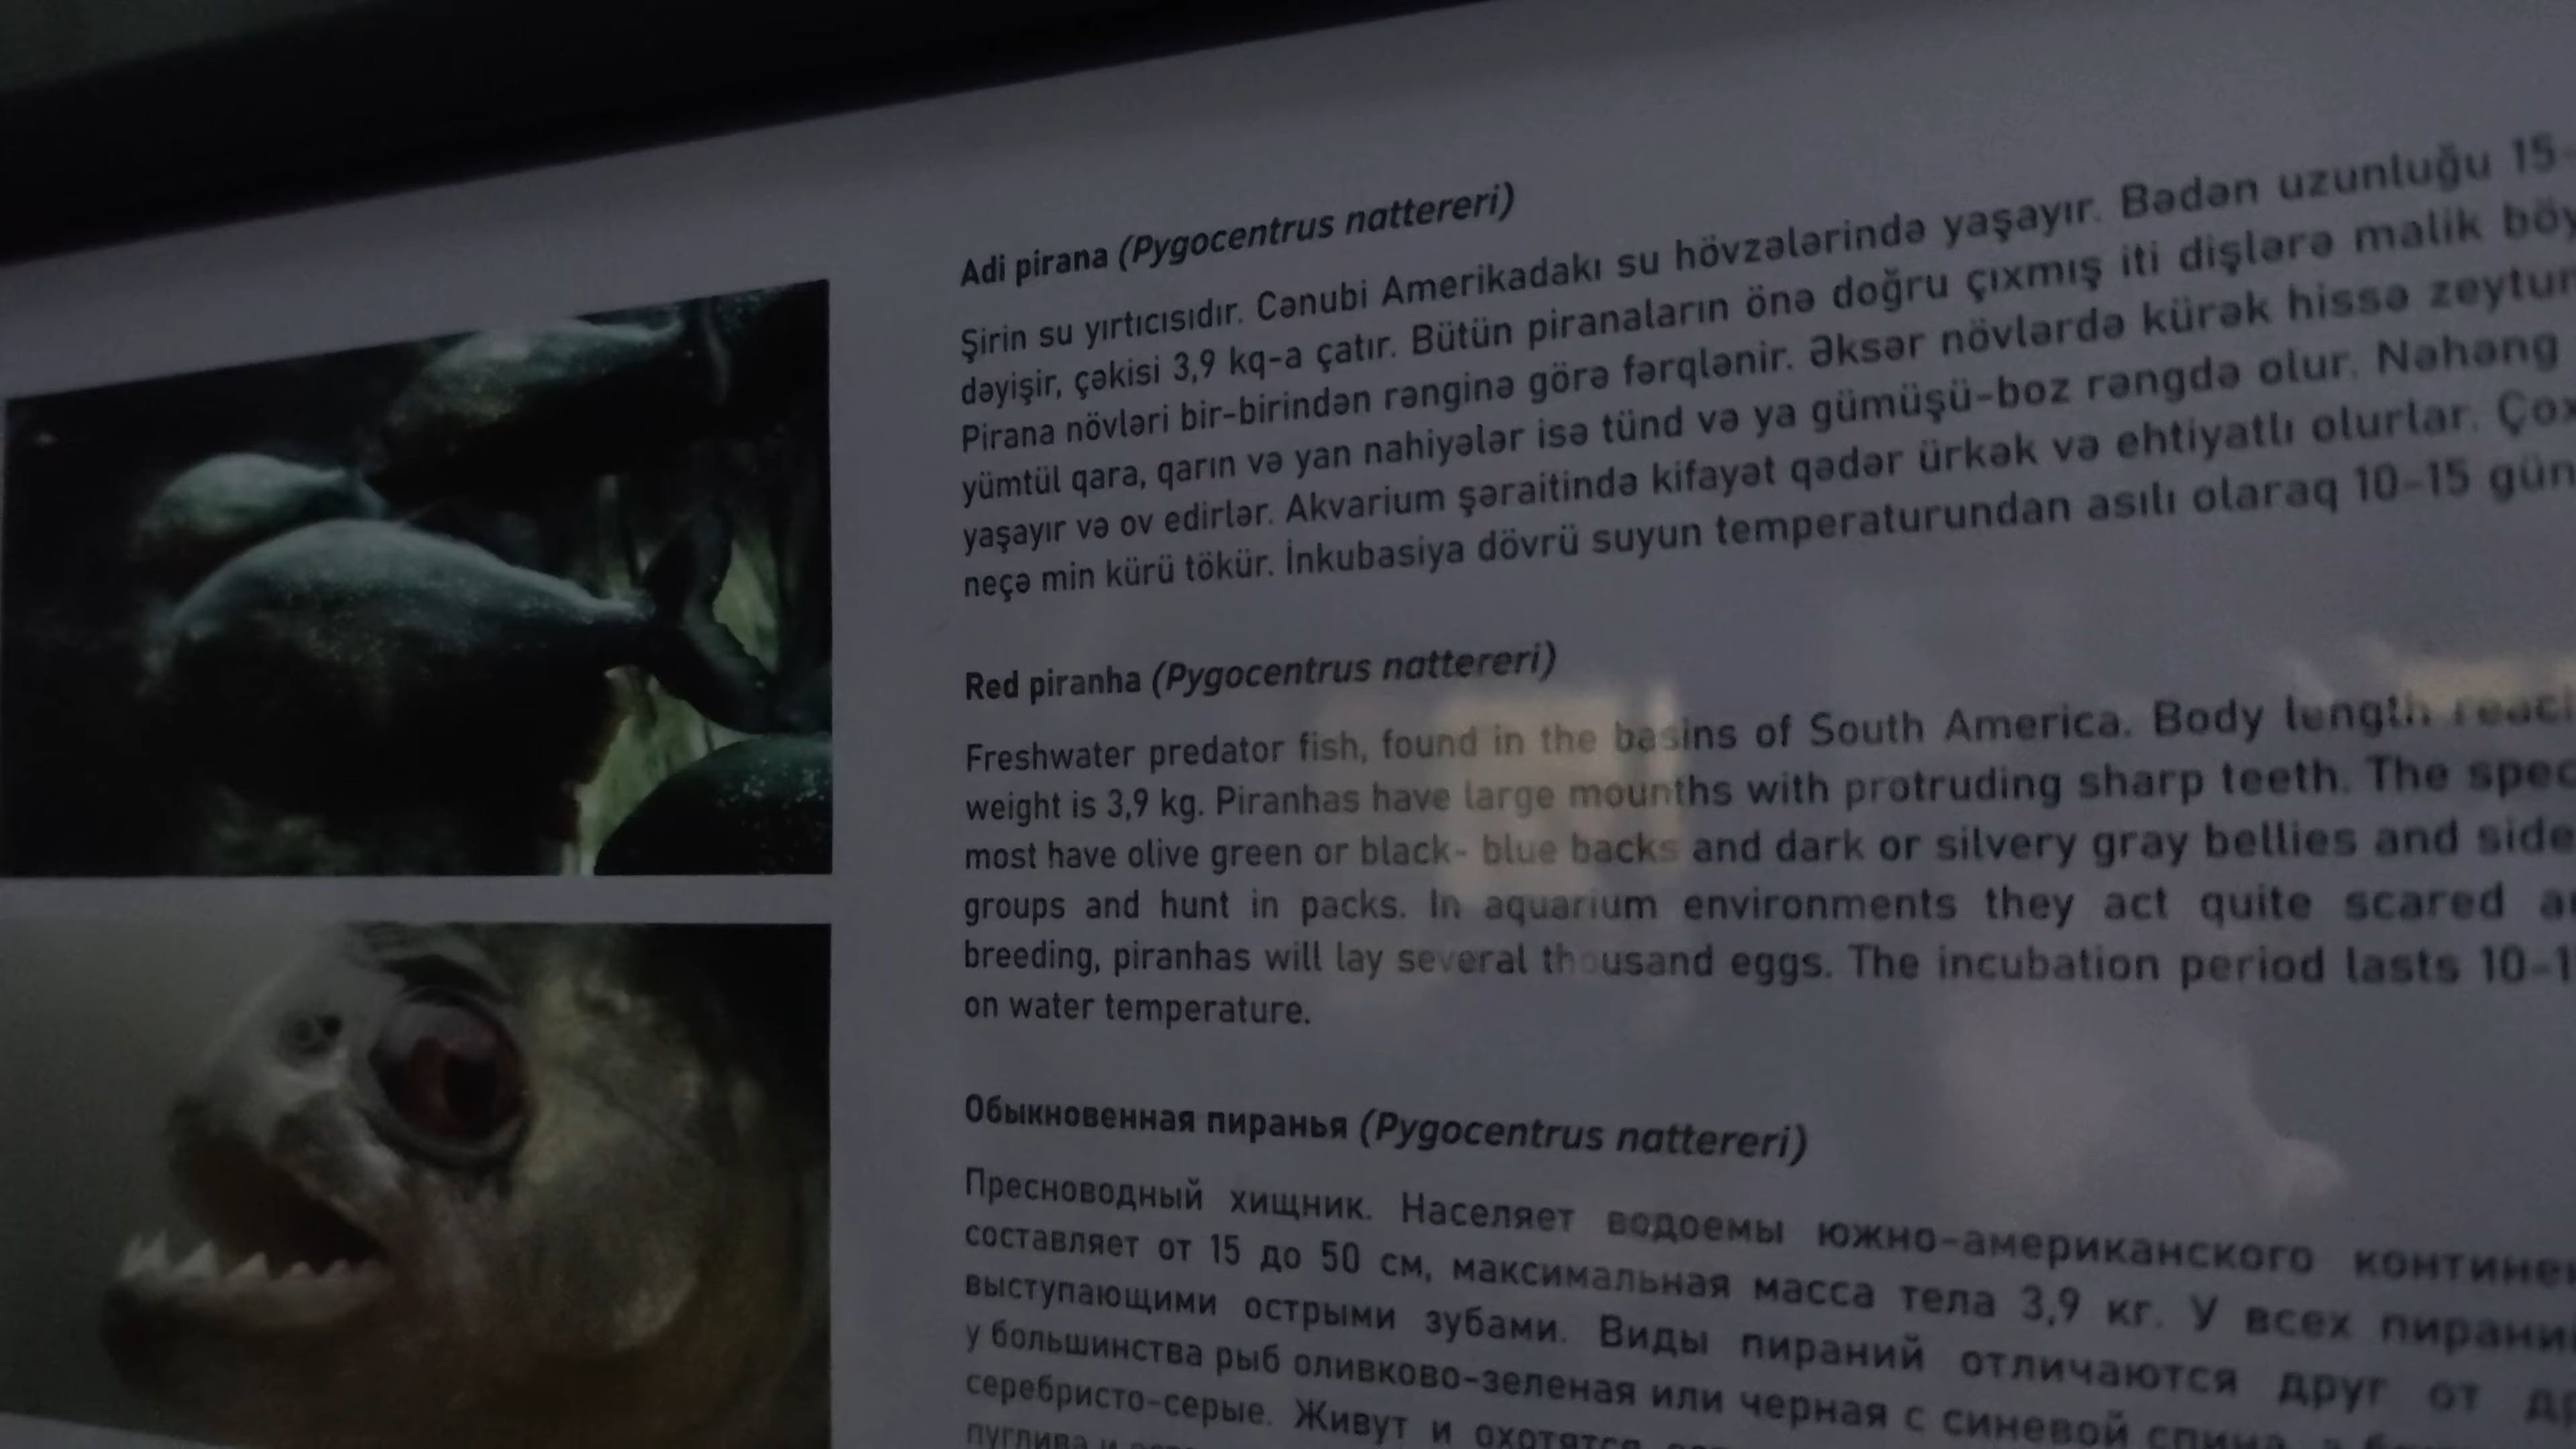 Adi pirana (Pygocentrus nattereri)
Şirin su yırtıcısıdır. Cənubi Amerikadakı su hövzələrində yaşayır. Bədən uzunluğu 15
dəyişir, çəkisi 3,9 kq-a çatır. Bütün piranaların önə doğru çıxmış iti dişlərə malik
Pirana növləri bir-birindən rənginə görə fərqlənir. Əksər növlərdə kürək hissə
yümtül qara, qarın və yan nahiyələr isə tünd və ya gümüşü-boz rəngdə olur. Nəhəng
yaşayır və ov edirlər. Akvarium şəraitində kifayət qədər ürkək və ehtiyatlı olurlar.
neçə min kürü tökür. İnkubasiya dövrü suyun temperaturundan asılı olaraq 10-15 gün
Red piranha (Pygocentrus nattereri)
Freshwater predator fish, found in the basins of South America. Body length
weight is 3,9 kg. Piranhas have large mounths with protruding sharp teeth. The
most have olive green or black- blue backs and dark or silvery gray bellies and
groups and hunt in packs. In aquarium environments they act quite scared
breeding, piranhas will lay several thousand eggs. The incubation period lasts
on water temperature.
Обыкновенная пиранья (Pygocentrus nattereri)
Пресноводный хищник. Населяет водоемы южно-американского
составляет от 15 до 50 см, максимальная масса тела 3,9 кг. У всех
выступающими острыми зубами. Виды пираний отличаются друг от
у большинства рыб оливково-зеленая или черная с синевой
серебристо-серые. Живут и охотятся